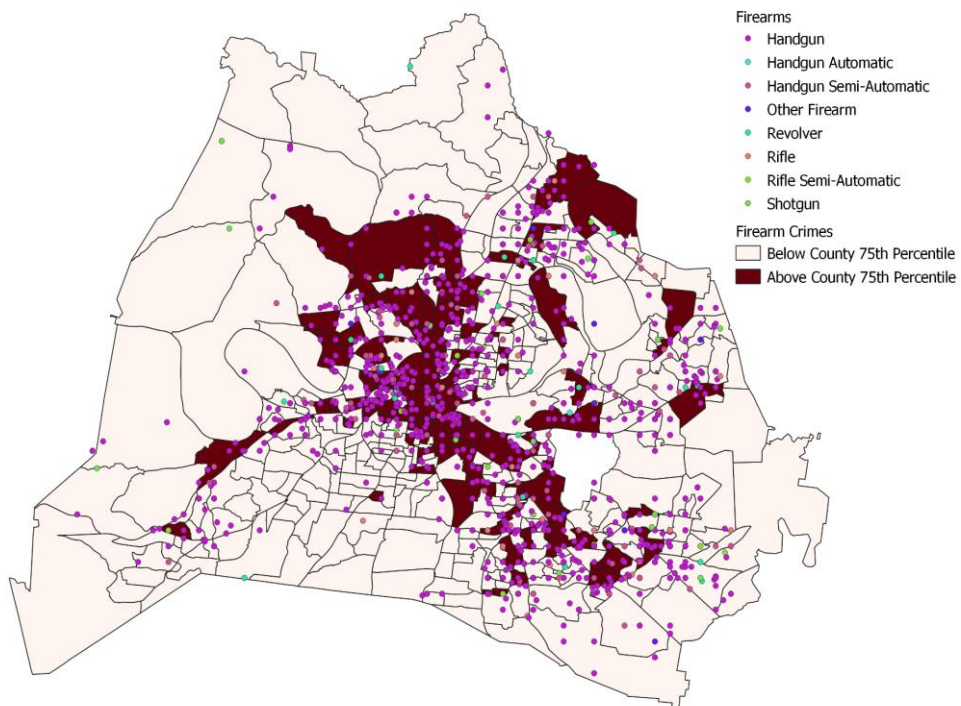 Firearms
Handgun
Handgun Automatic
Handgun Semi-Automatic
Other Firearm
Revolver
Rifle
Rifle Semi-Automatic
Shotgun
Firearm Crimes
Below County 75th Percentile
Above County 75th Percentile